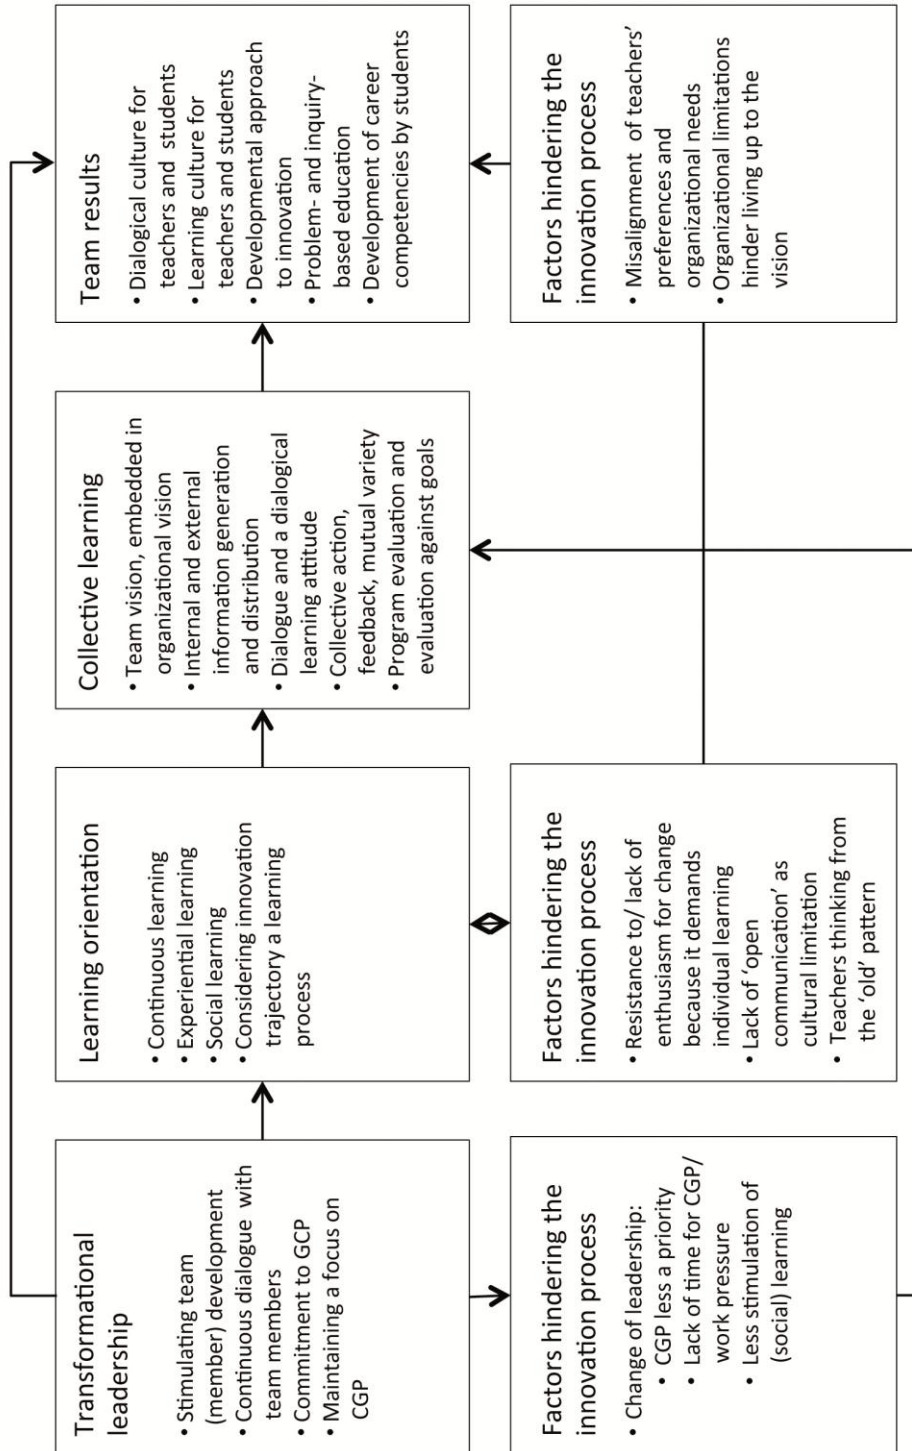 Transformational
leadership
• Stimulating team
(member) development
• Continuous dialogue with
team members
• Commitment to GCP
• Maintaining a focus on
CGP
Learning orientation
• Continuous learning
• Experiential learning
• Social learning
• Considering innovation
trajectory a learning
process
Collective learning
• Team vision, embedded in
organizational vision
• Internal and external
information generation
and distribution
• Dialogue and a dialogical
learning attitude
• Collective action,
feedback, mutual variety
• Program evaluation and
evaluation against goals
Team results
• Dialogical culture for
teachers and students
• Learning culture for
teachers and students
• Developmental approach
to innovation
• Problem- and inquiry-
based education
• Development of career
competencies by students
Factors hindering the
innovation process
• Change of leadership:
• CGP less a priority
• Lack of time for CGP/
work pressure
• Less stimulation of
(social) learning
Factors hindering the
innovation process
• Resistance to/ lack of
enthusiasm for change
because it demands
individual learning
• Lack of ‘open
communication’ as
cultural limitation
• Teachers thinking from
the ‘old’ pattern
Factors hindering the
innovation process
• Misalignment of teachers’
preferences and
organizational needs
• Organizational limitations
hinder living up to the
vision